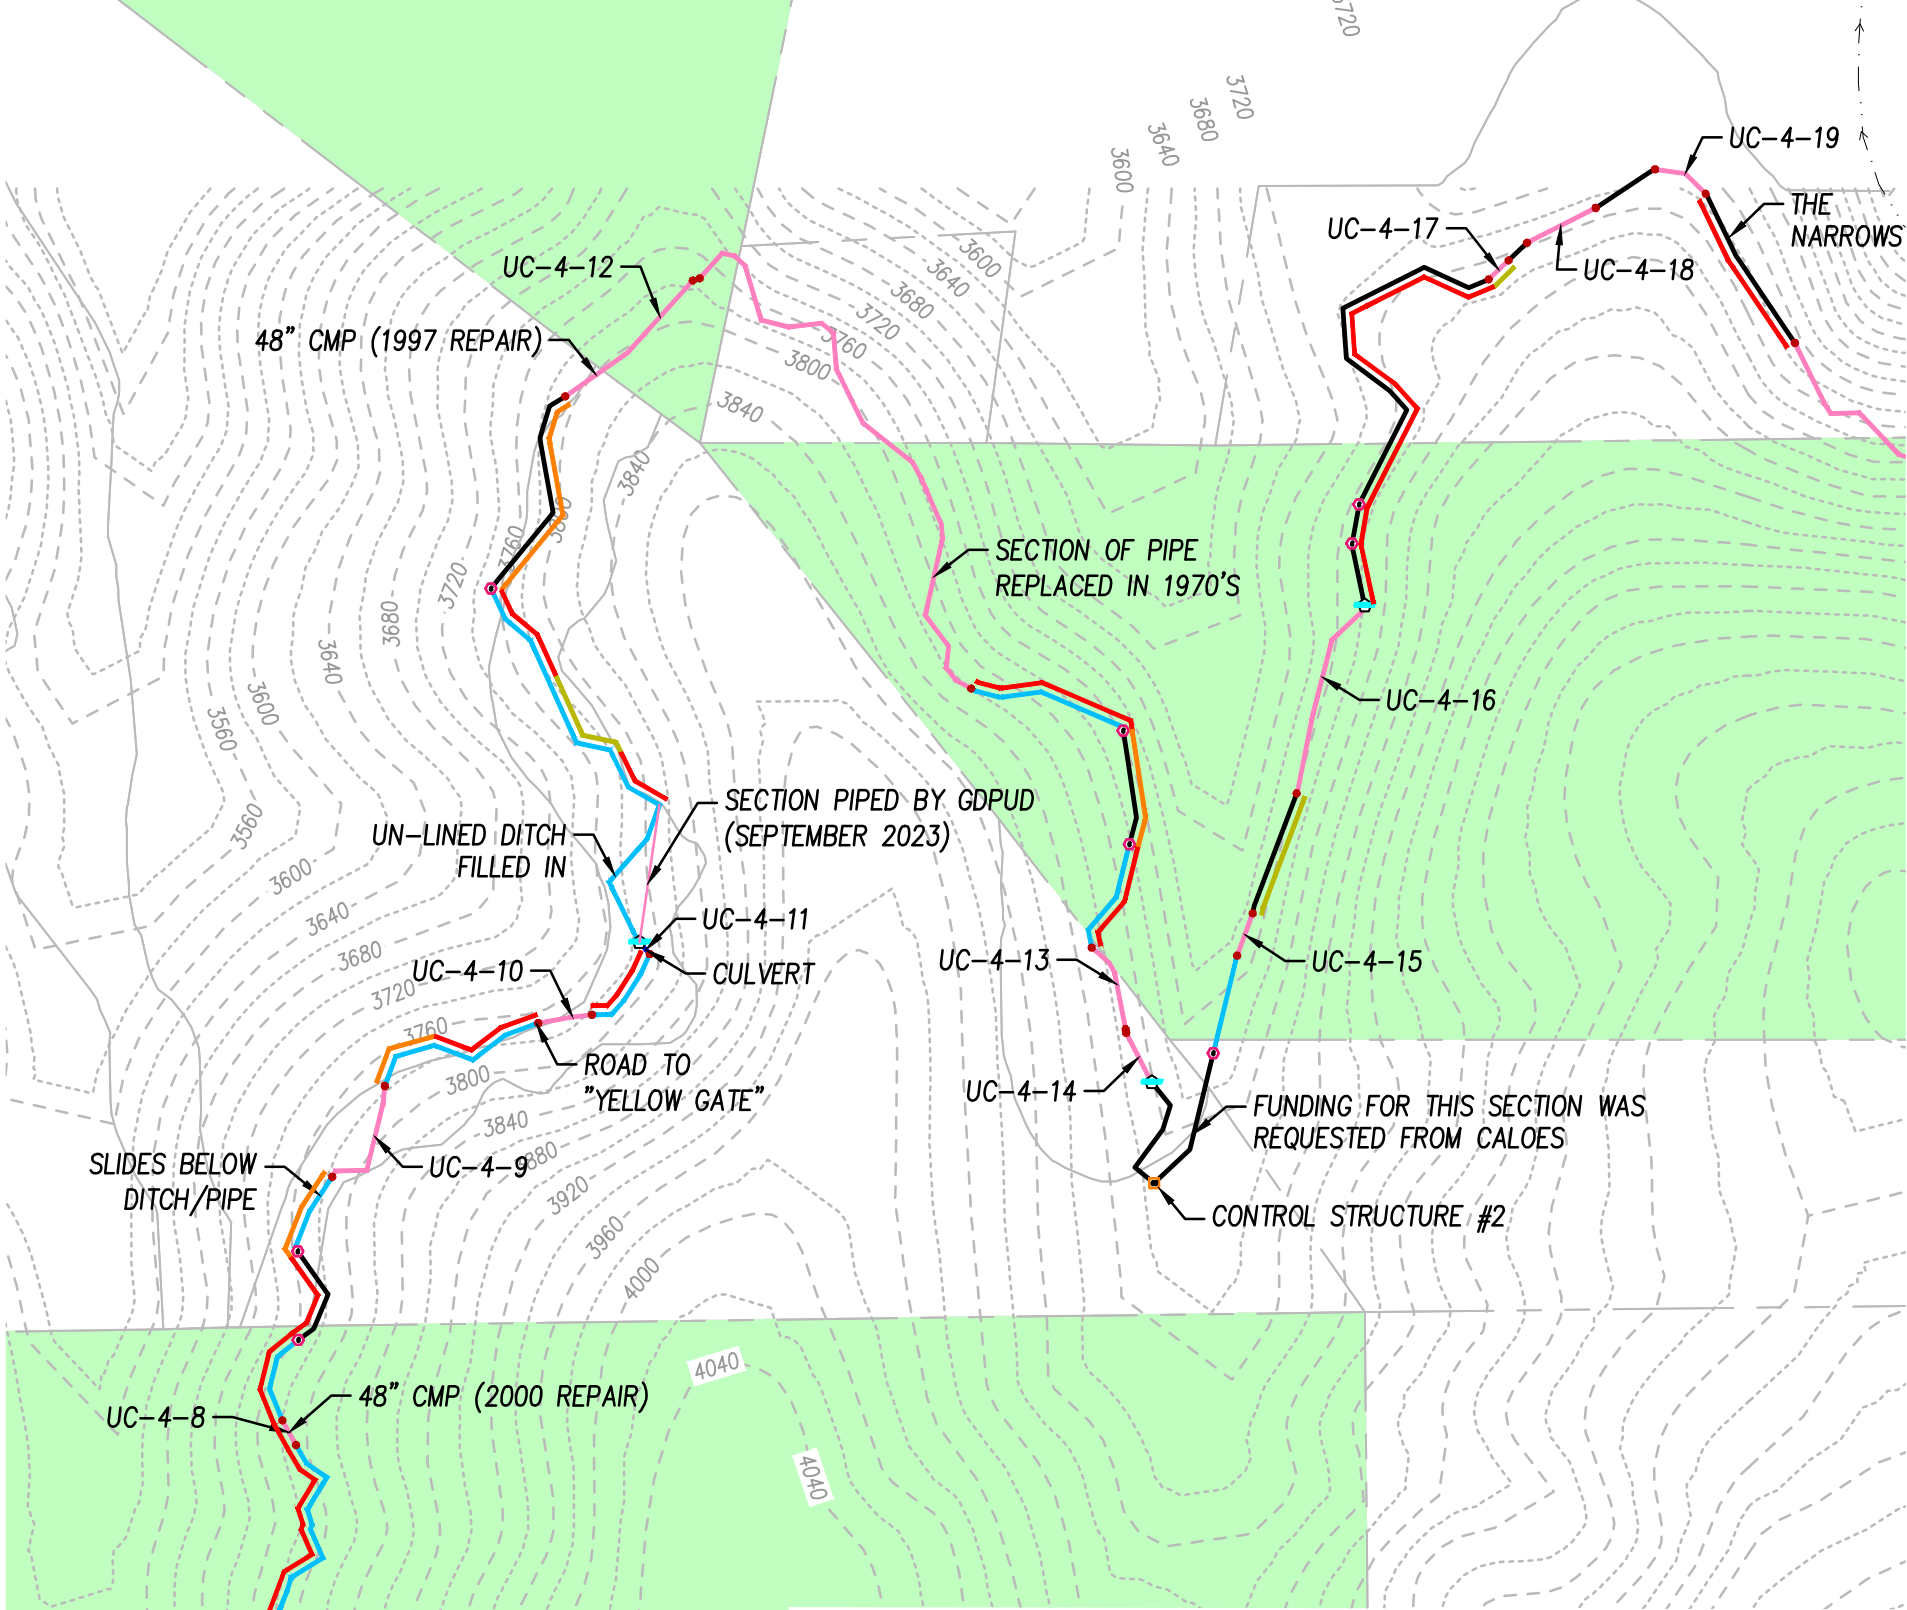 3720
3720
3680
3640
3600
UC-4-19
THE
NARROWS
UC-4-17
UC-4-18
UC-4-12
48" CMP (1997 REPAIR)
3600
3640
3680
3720
3760
3800
3840
3840
3760
3720
3680
3640
3600
3560
SECTION OF PIPE
REPLACED IN 1970'S
UC-4-16
SECTION PIPED BY GDPUD
(SEPTEMBER 2023)
UN-LINED DITCH
FILLED IN
3560
3600
3640
3680
3720
3760
3800
3840
3880
3920
3960
4000
UC-4-11
CULVERT
UC-4-10
UC-4-13
UC-4-15
ROAD TO
"YELLOW GATE"
UC-4-14
FUNDING FOR THIS SECTION WAS
REQUESTED FROM CALOES
SLIDES BELOW
DITCH/PIPE
UC-4-9
CONTROL STRUCTURE #2
4040
48" CMP (2000 REPAIR)
UC-4-8
4040